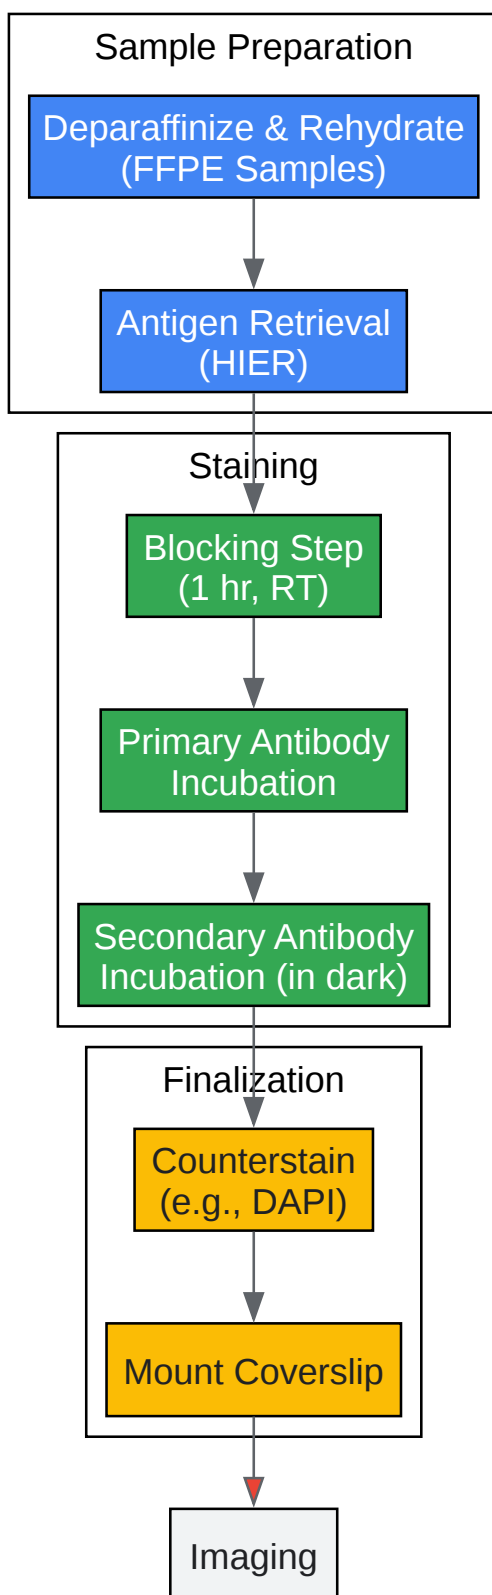 Sample Preparation
Deparaffinize & Rehydrate
(FFPE Samples)
Antigen Retrieval
(HIER)
Staining
Blocking Step
(1 hr, RT)
Primary Antibody
Incubation
Secondary Antibody
Incubation (in dark)
Finalization
Counterstain
(e.g., DAPI)
Mount Coverslip
Imaging